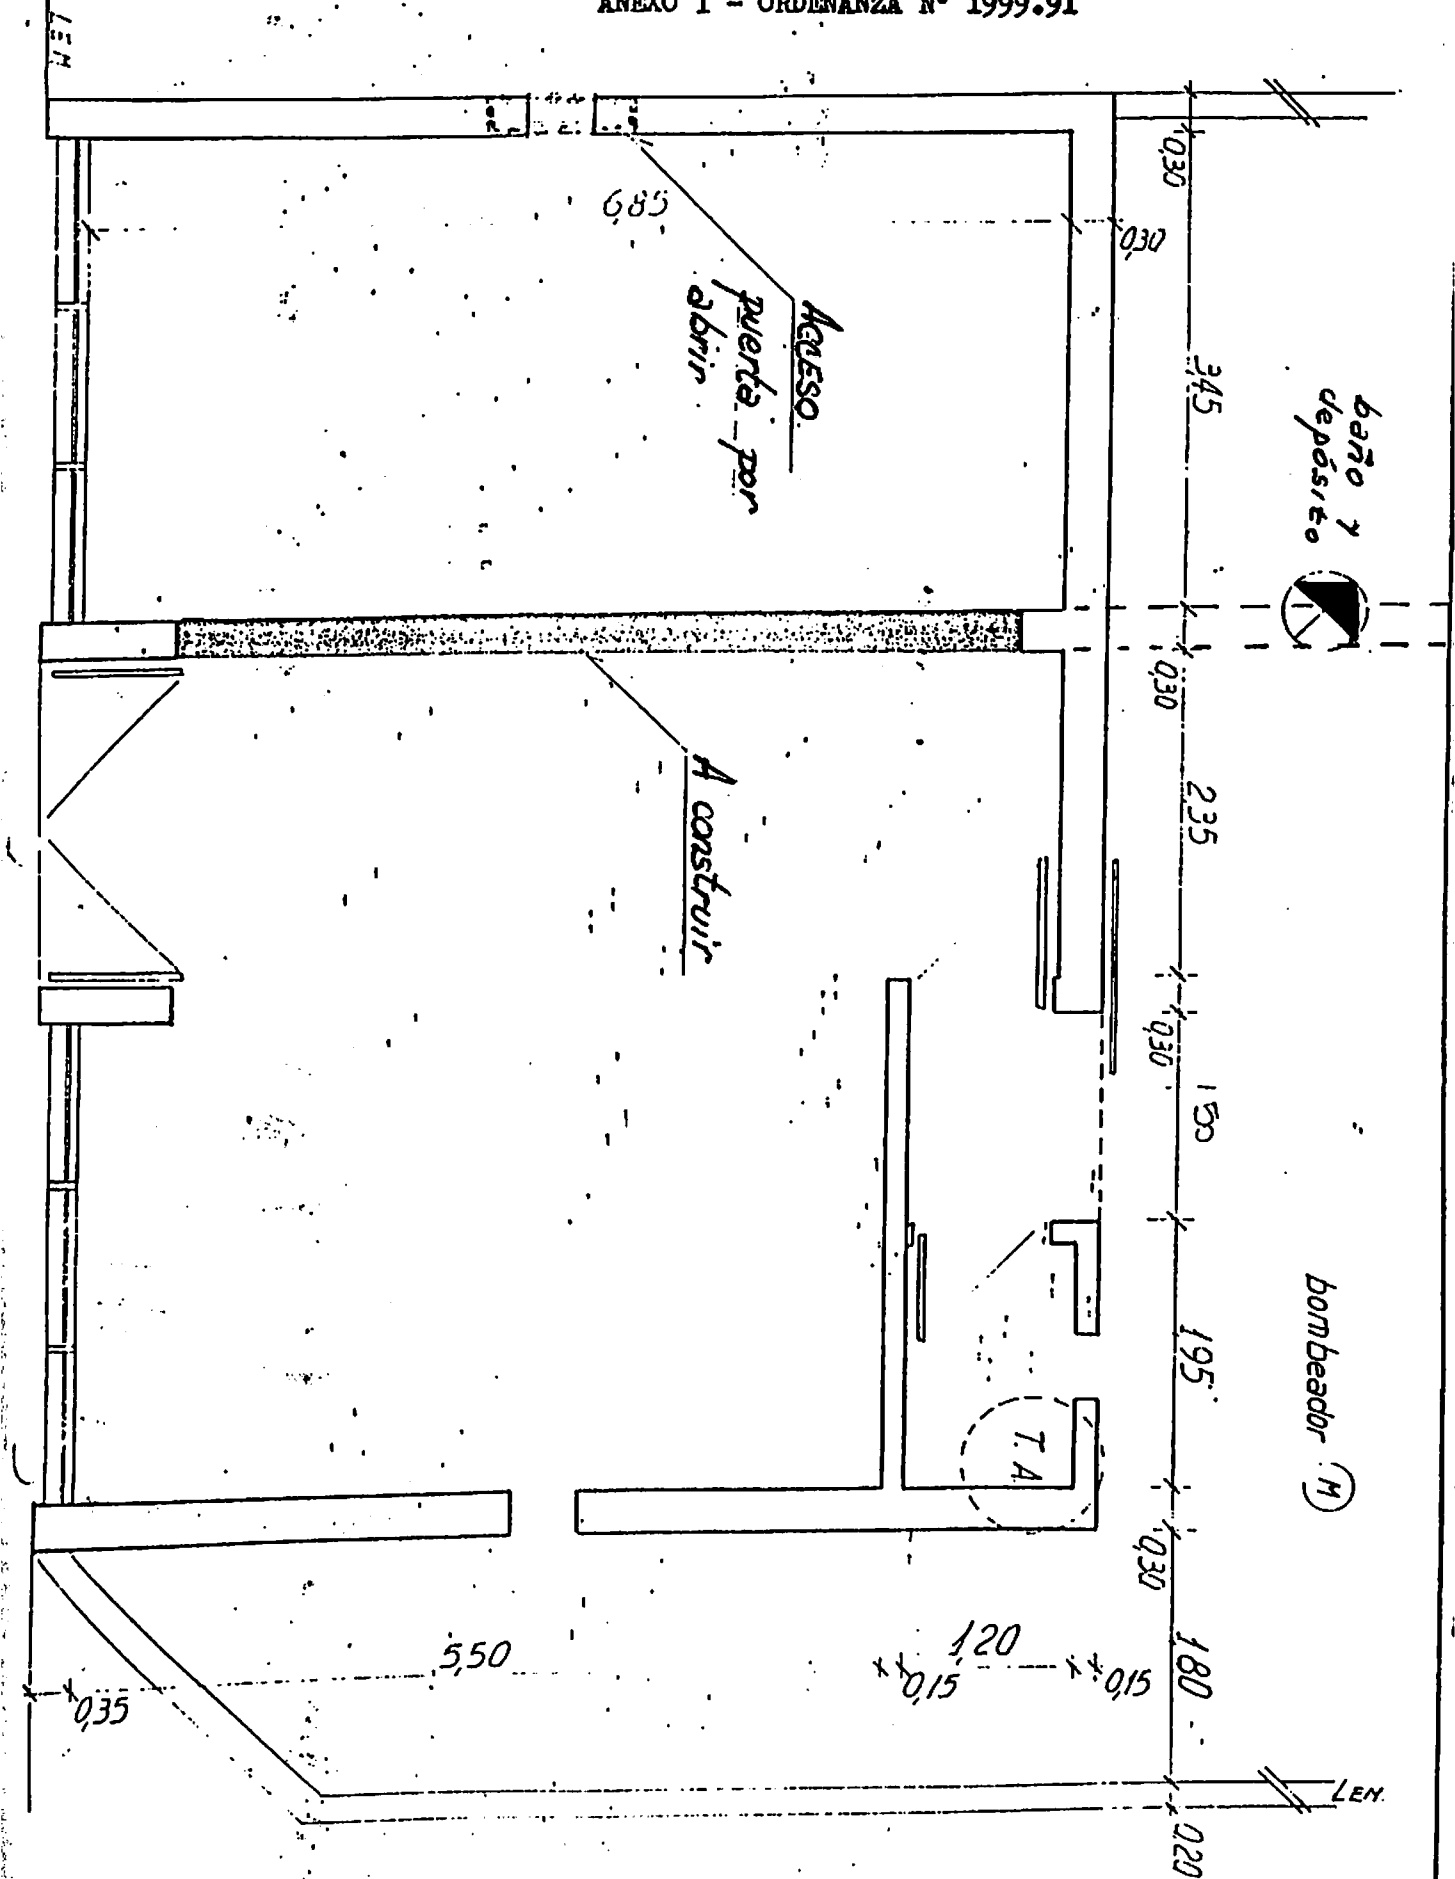 ANEXO I - ORDENANZA Nº 1999.91
LEM
0,30
6,85
0,30
Acceso
puerta por
abrir
3,45
baño y
depósito
0,30
A construir
2,35
0,30
1,50
1,95
bombeador M
T.A
0,30
5,50
1,20
0,15
0,15
1,80
0,35
LEM.
0,20